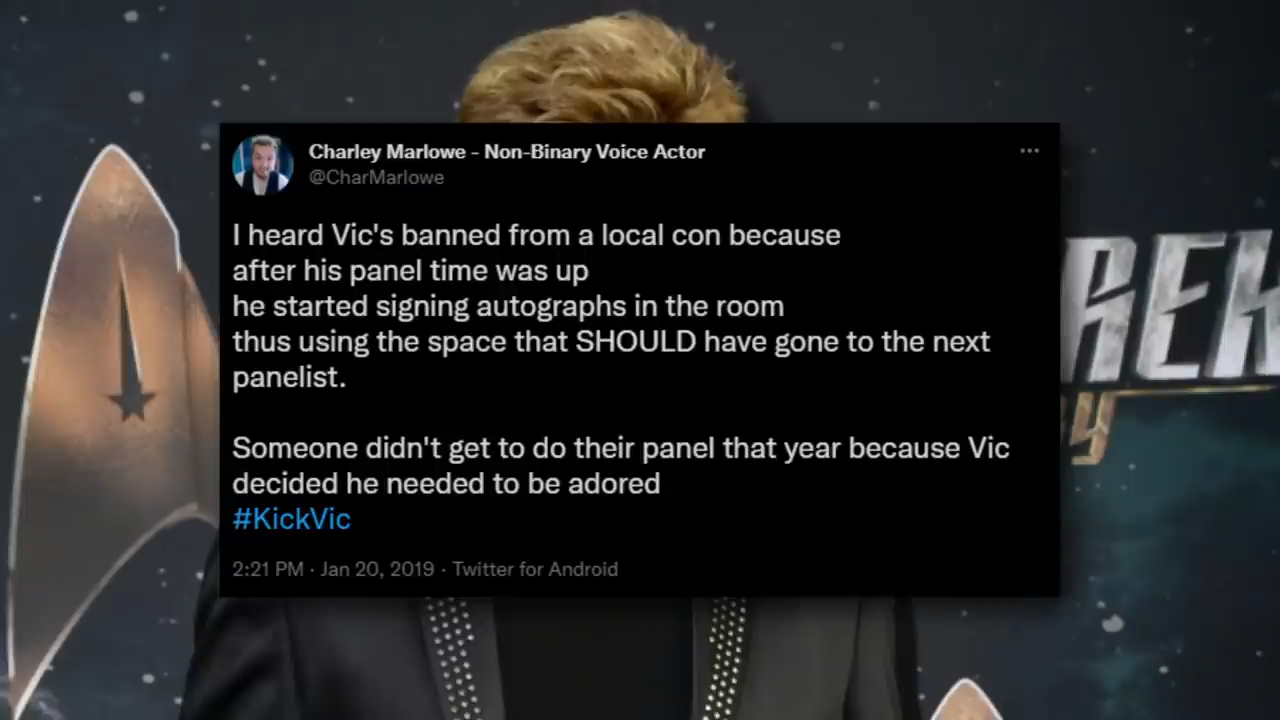 Charley Marlowe - Non-Binary Voice Actor
@CharMarlowe
I heard Vic's banned from a local con because
after his panel time was up
he started signing autographs in the room
thus using the space that SHOULD have gone to the next
panelist.
Someone didn't get to do their panel that year because Vic
decided he needed to be adored
#KickVic
2:21 PM · Jan 20, 2019 · Twitter for Android